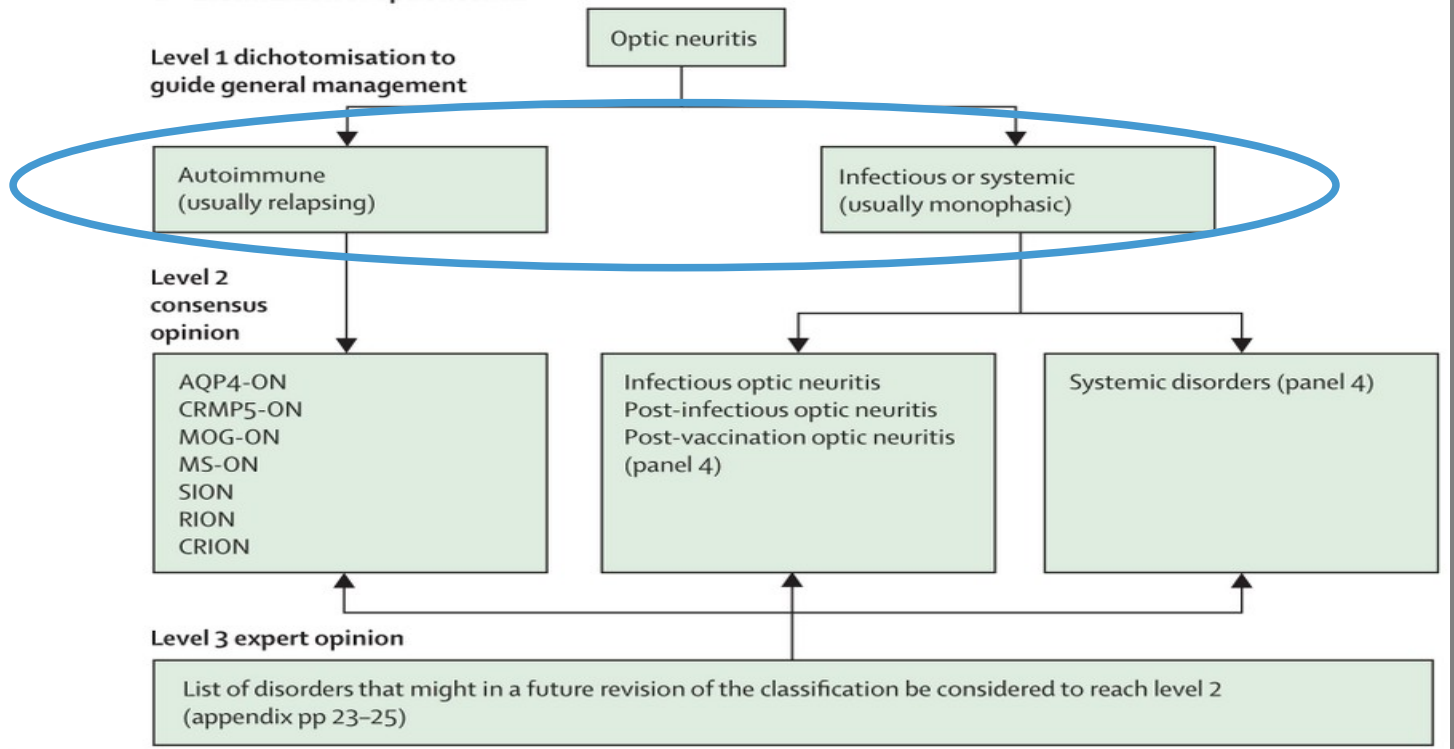 Optic neuritis
Level 1 dichotomisation to
guide general management
Autoimmune
(usually relapsing)
Infectious or systemic
(usually monophasic)
Level 2
consensus
opinion
AQP4-ON
CRMP5-ON
MOG-ON
MS-ON
SION
RION
CRION
Infectious optic neuritis
Post-infectious optic neuritis
Post-vaccination optic neuritis
(panel 4)
Systemic disorders (panel 4)
Level 3 expert opinion
List of disorders that might in a future revision of the classification be considered to reach level 2
(appendix pp 23–25)